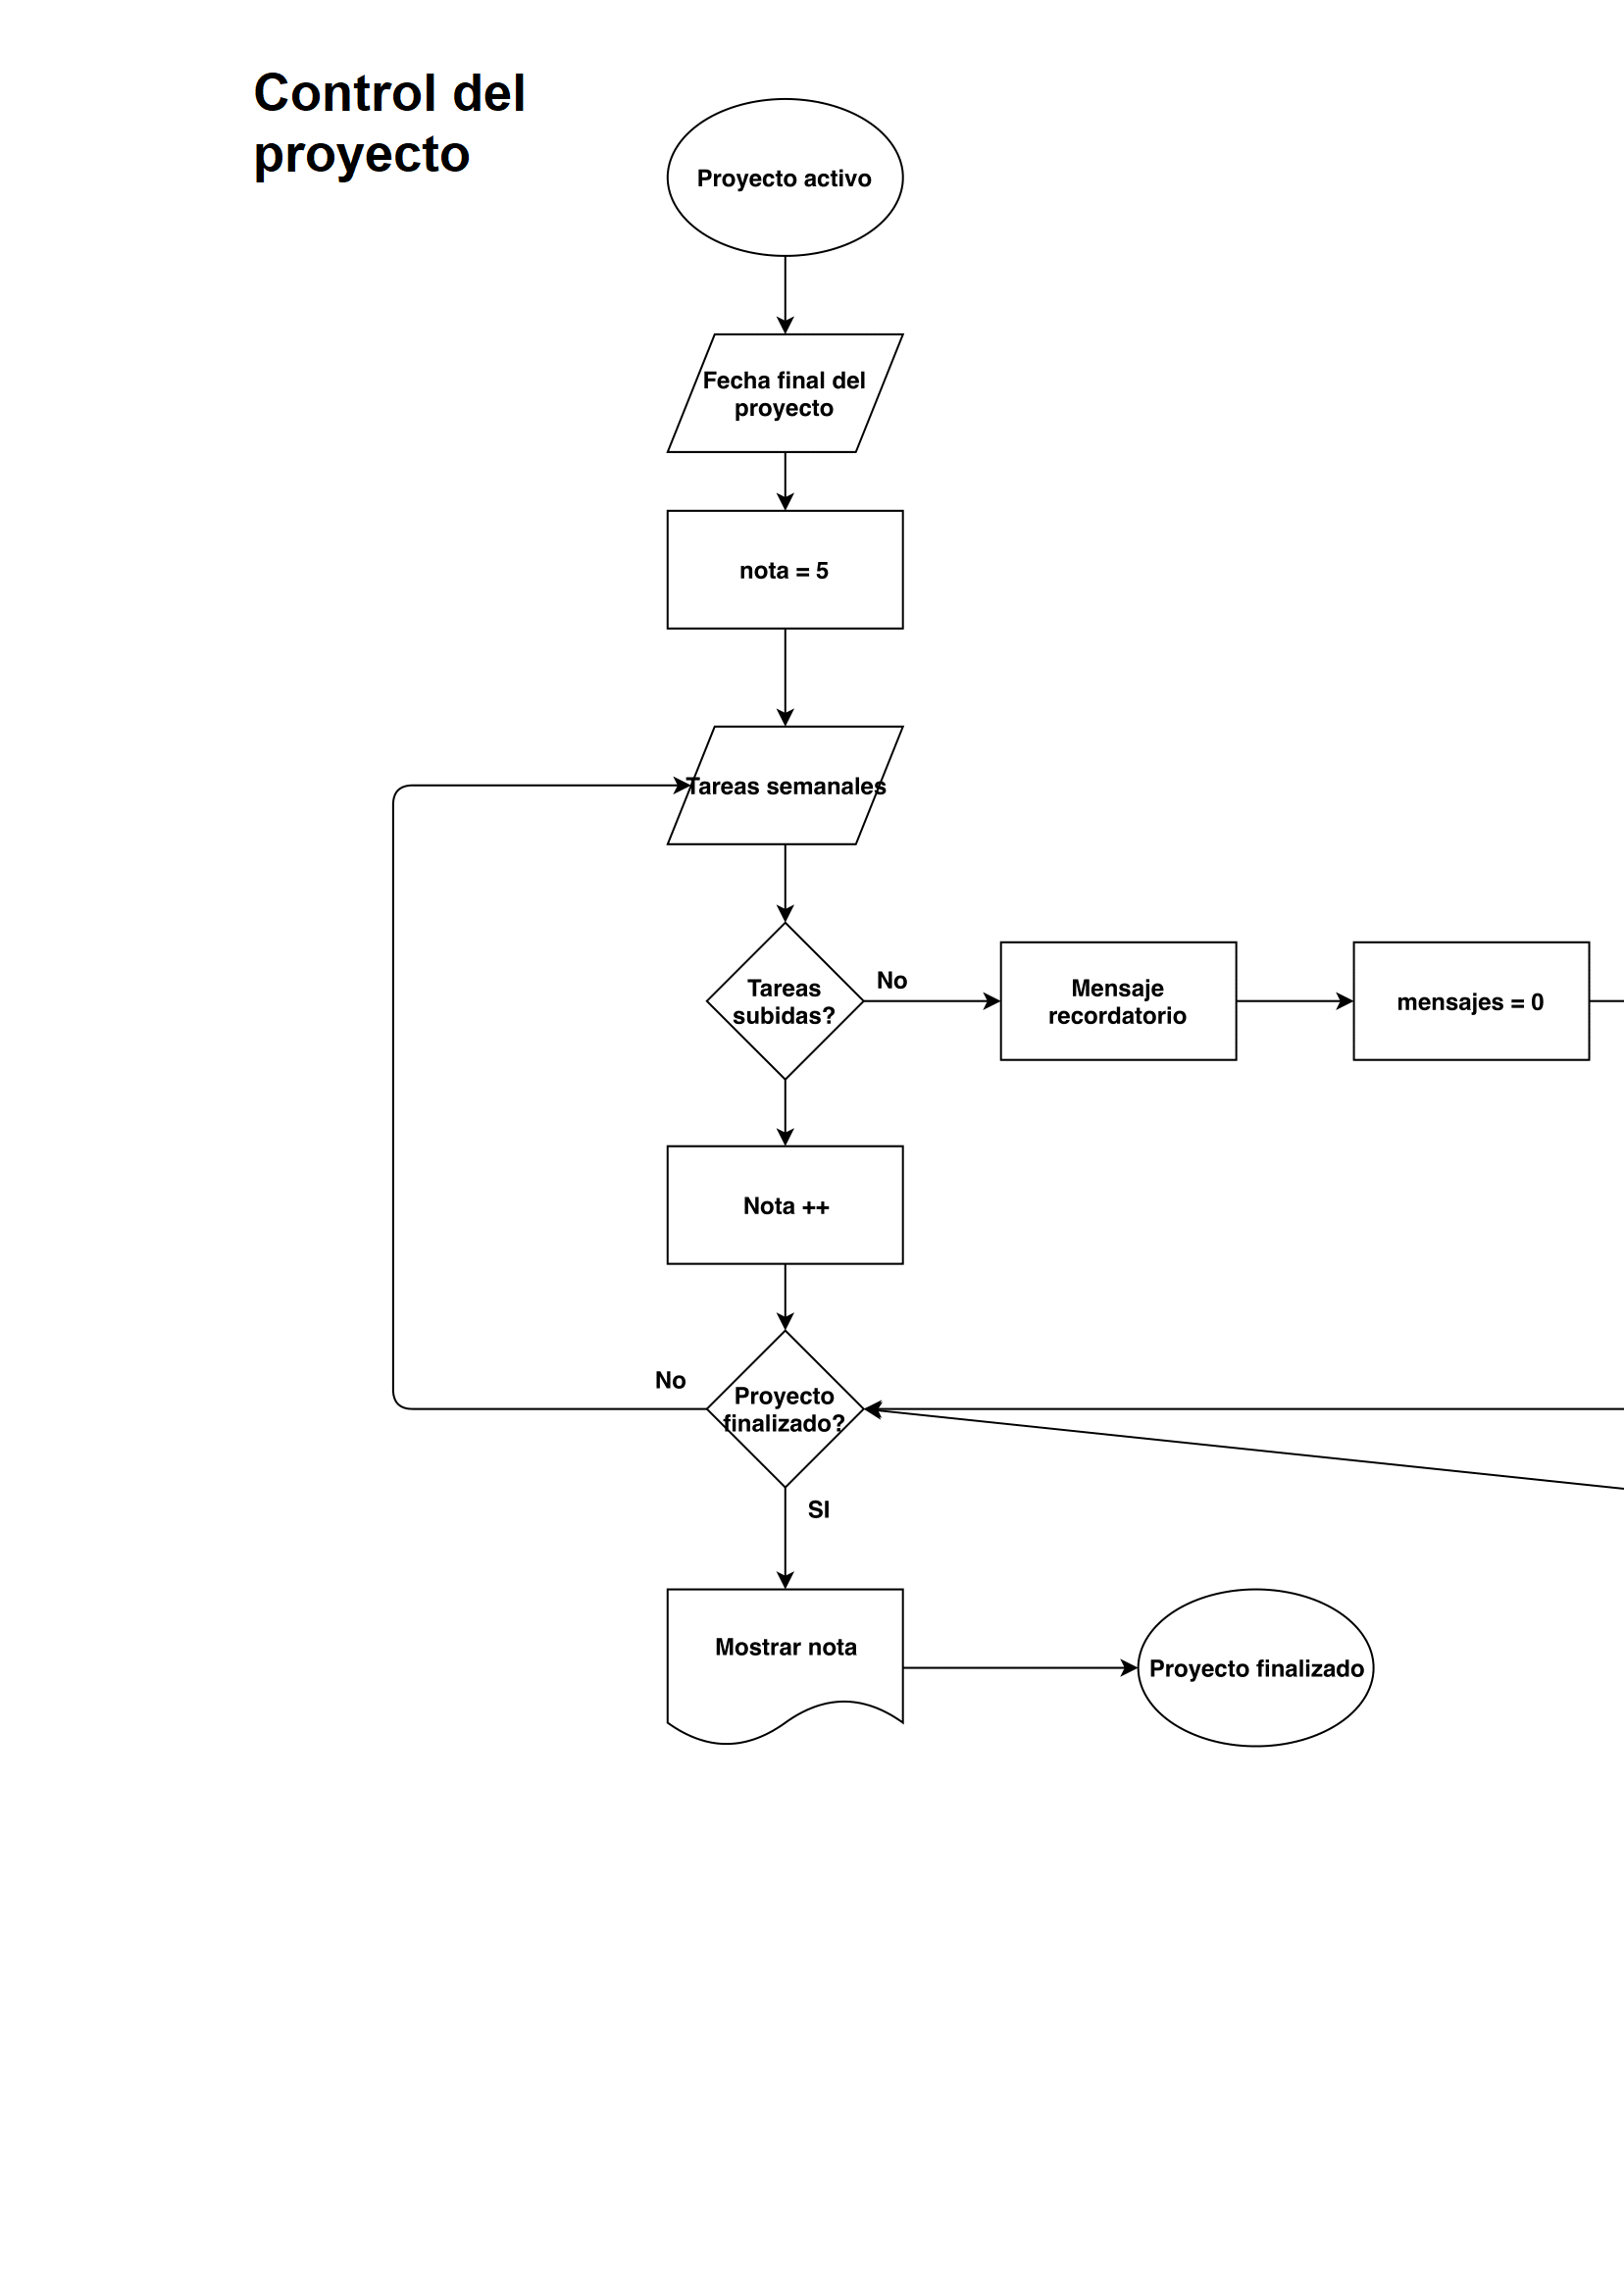 Control del
proyecto
Proyecto activo
Fecha final del
proyecto
nota = 5
Tareas semanales
Tareas
subidas?
No
Mensaje
recordatorio
mensajes = 0
Nota ++
No
Proyecto
finalizado?
SI
Mostrar nota
Proyecto finalizado